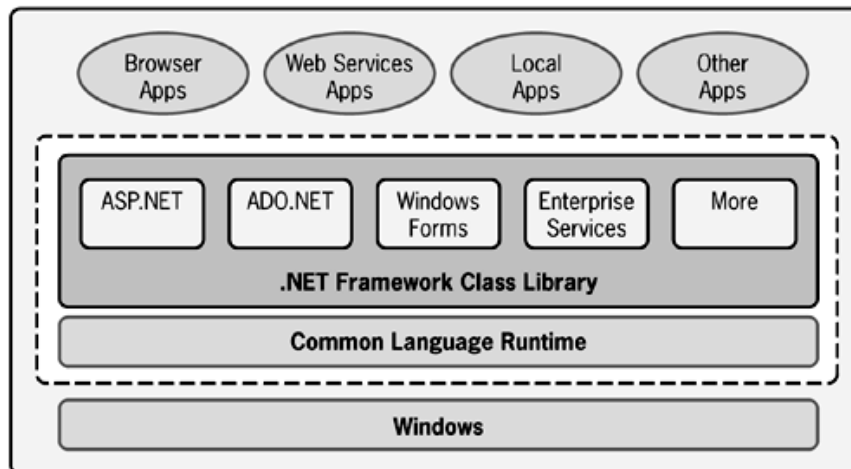 Browser
Apps
Web Services
Apps
Local
Apps
Other
Apps
ASP.NET
ADO.NET
Windows
Forms
Enterprise
Services
More
.NET Framework Class Library
Common Language Runtime
Windows